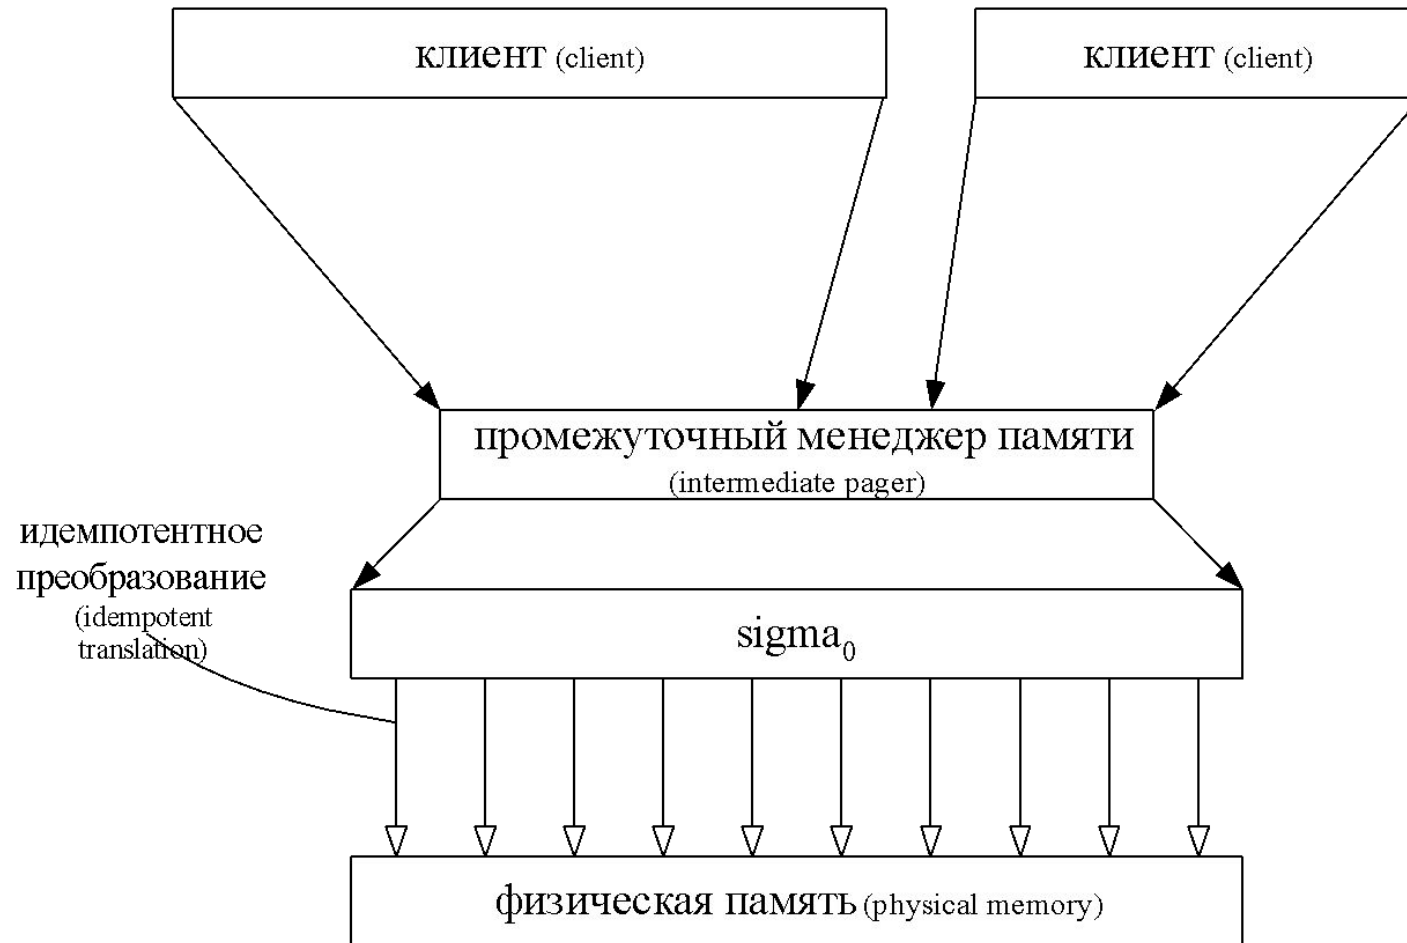 клиент (client)
клиент (client)
промежуточный менеджер памяти
(intermediate pager)
идемпотентное
преобразование
(idempotent
translation)
sigma₀
физическая память (physical memory)